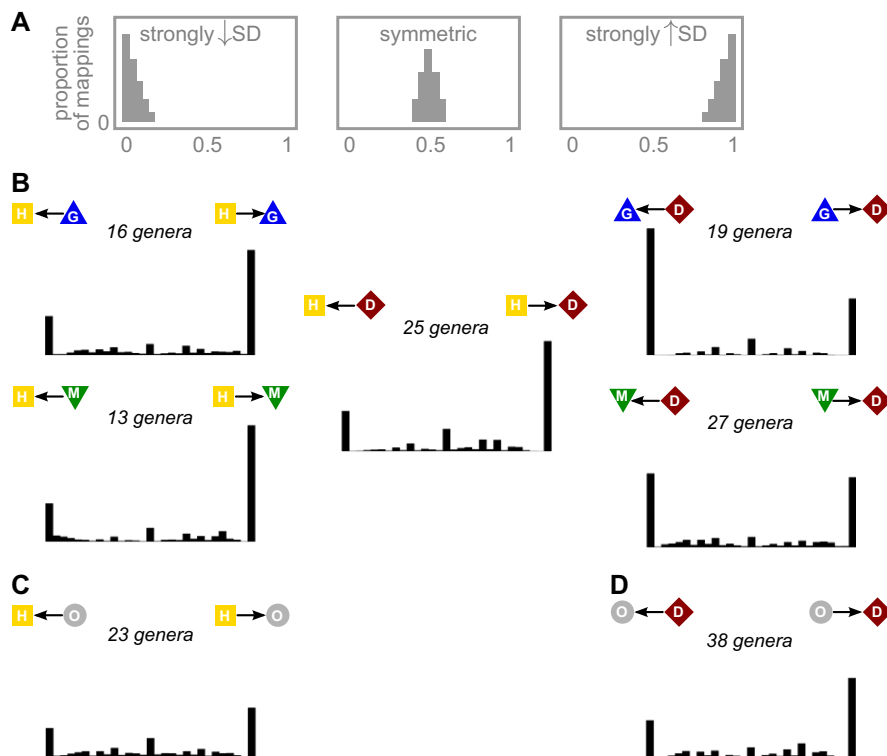 A
strongly ↓SD
symmetric
strongly ↑SD
proportion
of mappings
0
0 0.5 1
0 0.5 1
0 0.5 1
B
H G
H G
16 genera
G D
G D
19 genera
H D
H D
25 genera
H M
H M
13 genera
M D
M D
27 genera
C
H O
H O
23 genera
D
O D
O D
38 genera